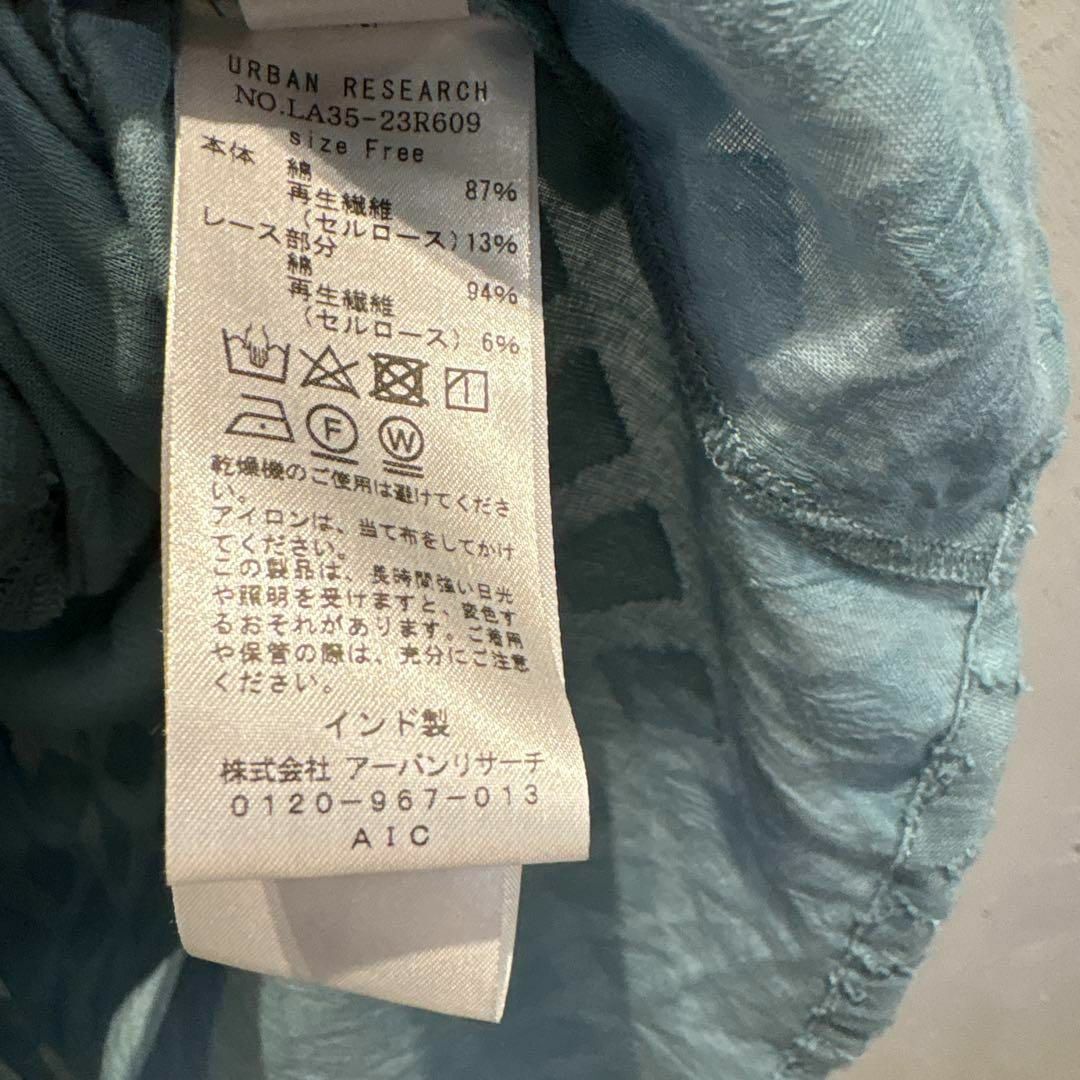 URBAN RESEARCH
NO.LA35-23R609
size Free
本体 綿 87%
再生繊維
(セルロース) 13%
レース部分
綿 94%
再生繊維
(セルロース) 6%
F W
乾燥機のご使用は避けてくださ
い。
アイロンは、当て布をしてかけ
てください。
この製品は、長時間強い日光
や照明を受けますと、変色す
るおそれがあります。ご着用
や保管の際は、充分にご注意
ください。
インド製
株式会社 アーバンリサーチ
0120-967-013
AIC